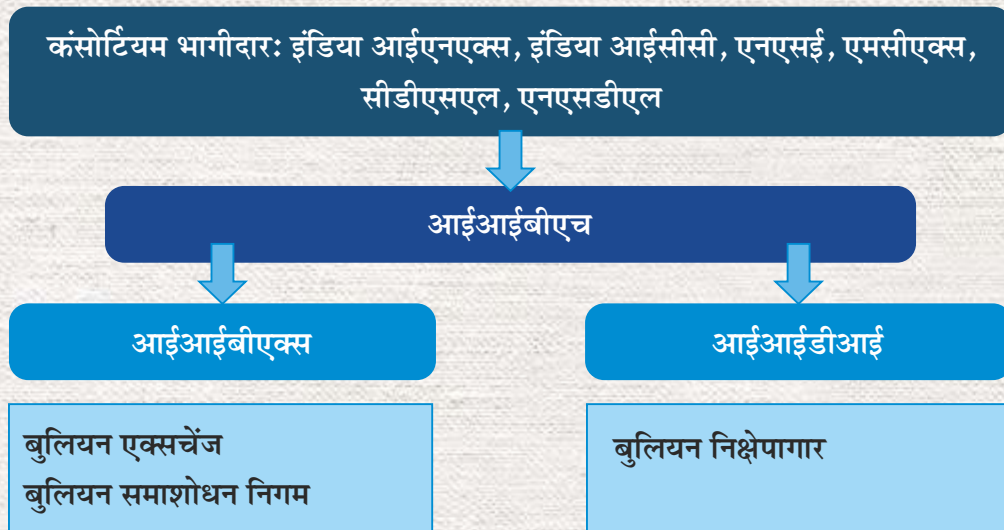 कंसोर्टियम भागीदार: इंडिया आईएनएक्स, इंडिया आईसीसी, एनएसई, एमसीएक्स,
सीडीएसएल, एनएसडीएल
आईआईबीएच
आईआईबीएक्स
आईआईडीआई
बुलियन एक्सचेंज
बुलियन समाशोधन निगम
बुलियन निक्षेपागार